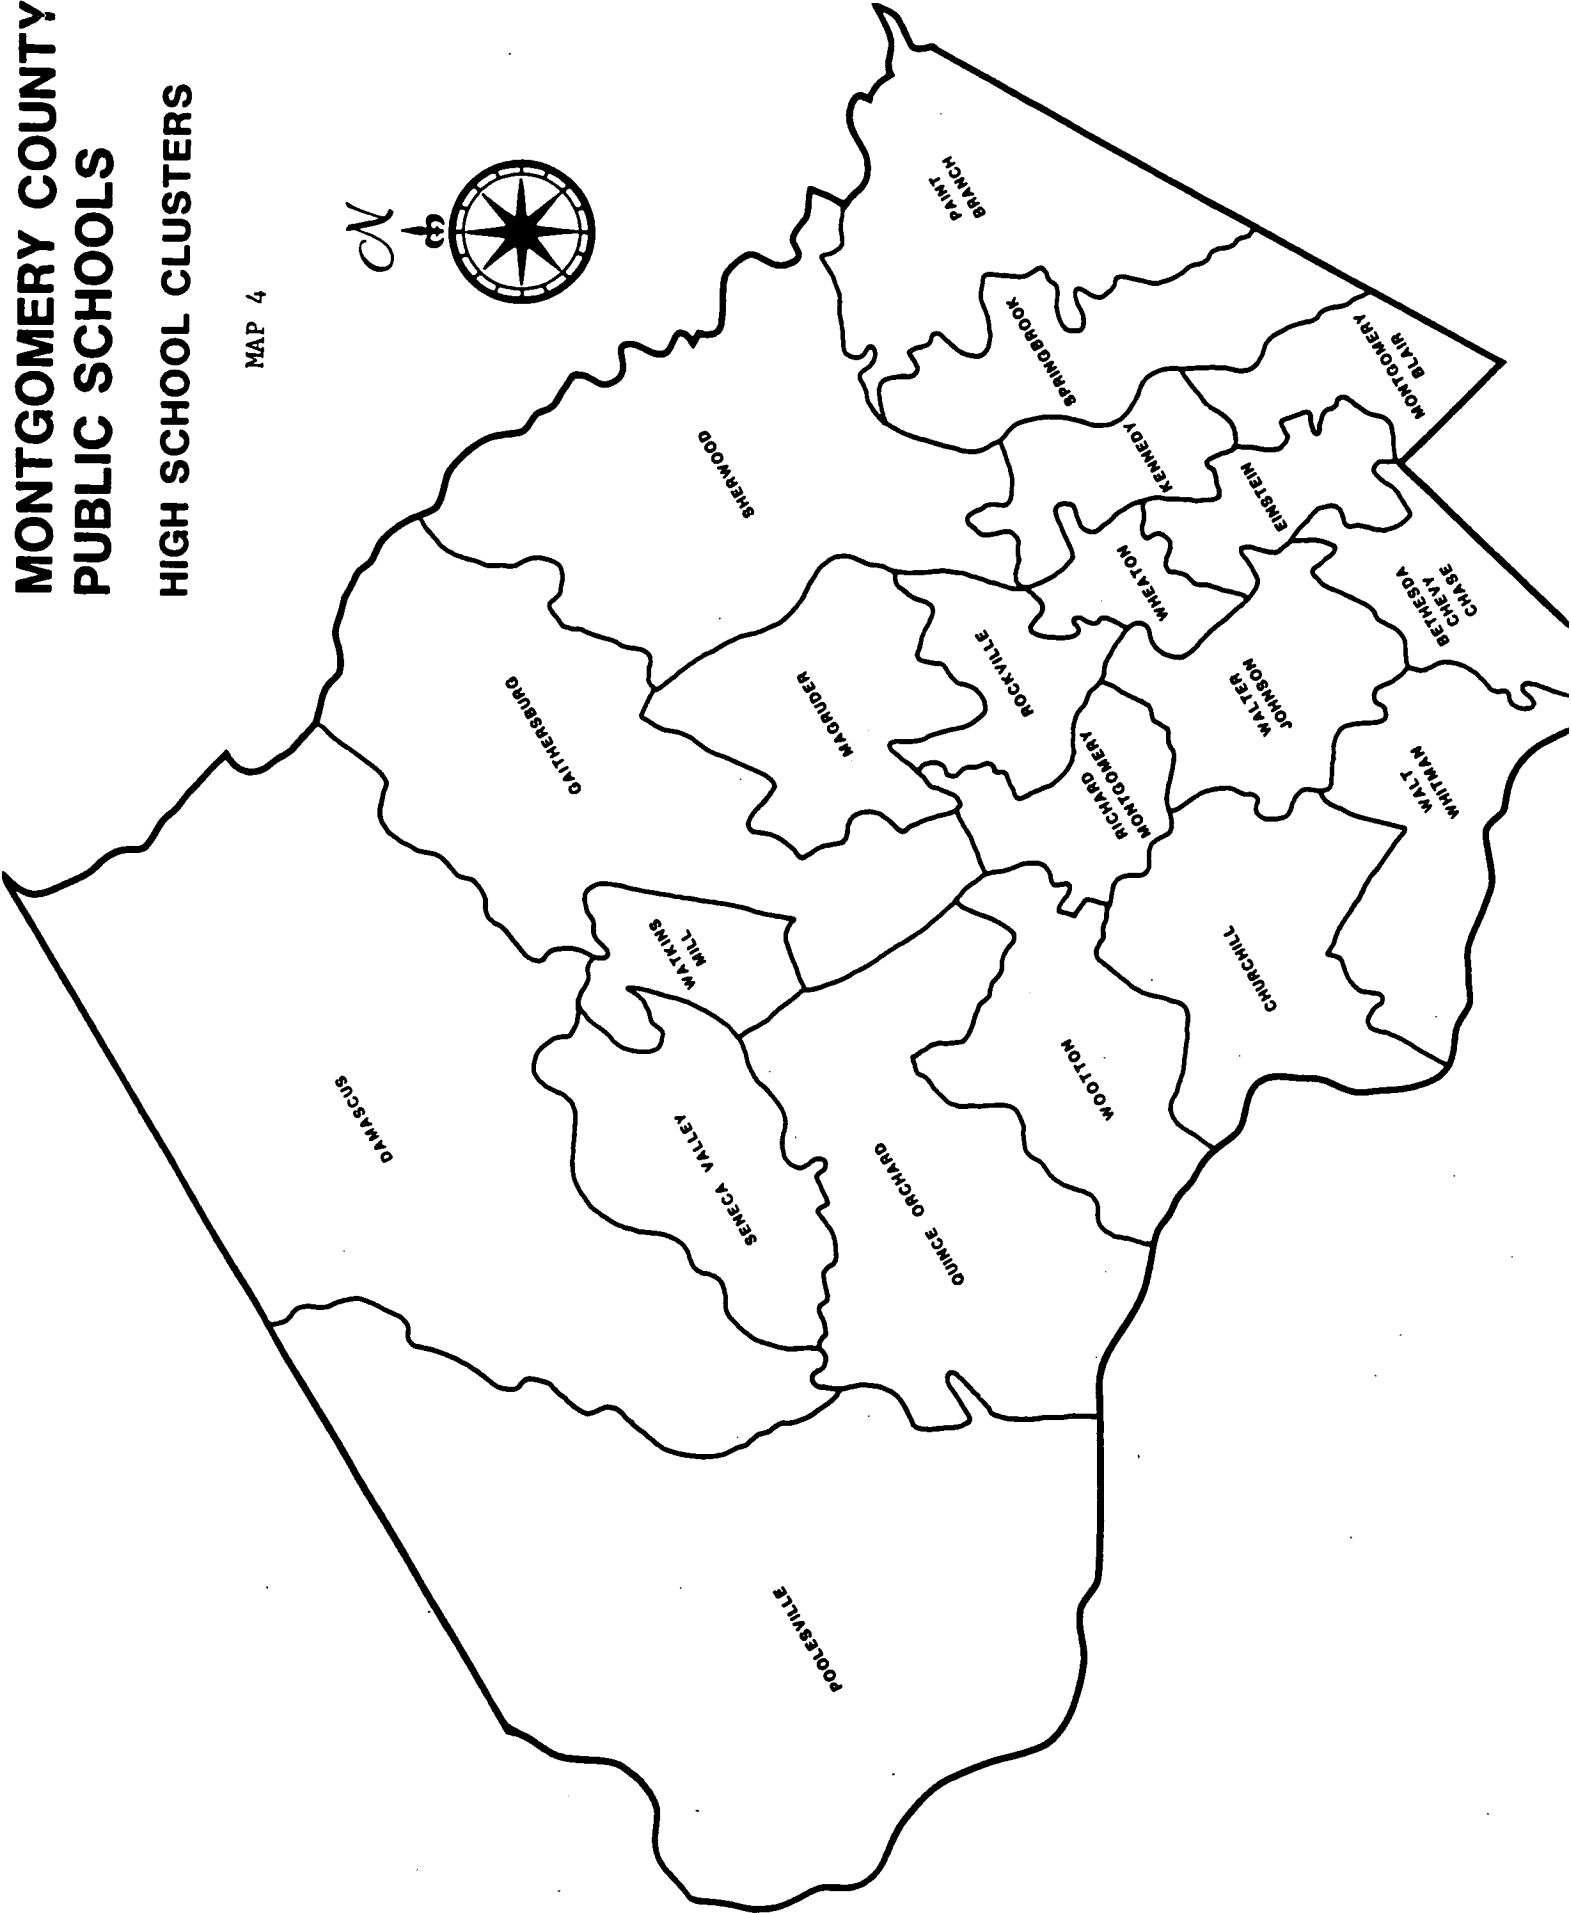 MONTGOMERY COUNTY
PUBLIC SCHOOLS
HIGH SCHOOL CLUSTERS
MAP 4
N
PAINT
BRANCH
SPRINGBROOK
MONTGOMERY
BLAIR
SHERWOOD
KENNEDY
EINSTEIN
WHEATON
BETHESDA
CHEVY
CHASE
GAITHERSBURG
MAGRUDER
ROCKVILLE
WALTER
JOHNSON
RICHARD
MONTGOMERY
WALT
WHITMAN
WATKINS
MILL
CHURCHILL
DAMASCUS
SENECA VALLEY
QUINCE ORCHARD
WOOTTON
POOLESVILLE